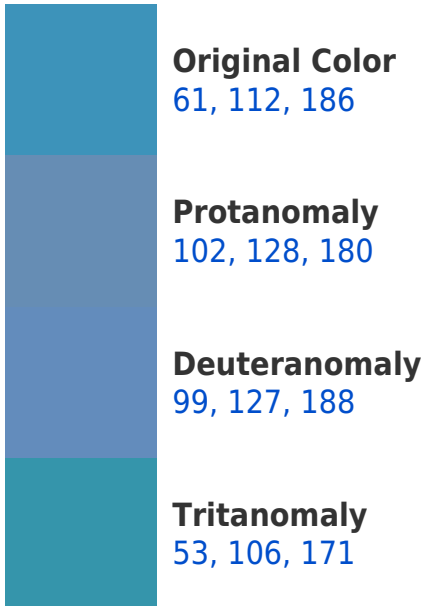 Original Color
61, 112, 186
Protanomaly
102, 128, 180
Deuteranomaly
99, 127, 188
Tritanomaly
53, 106, 171